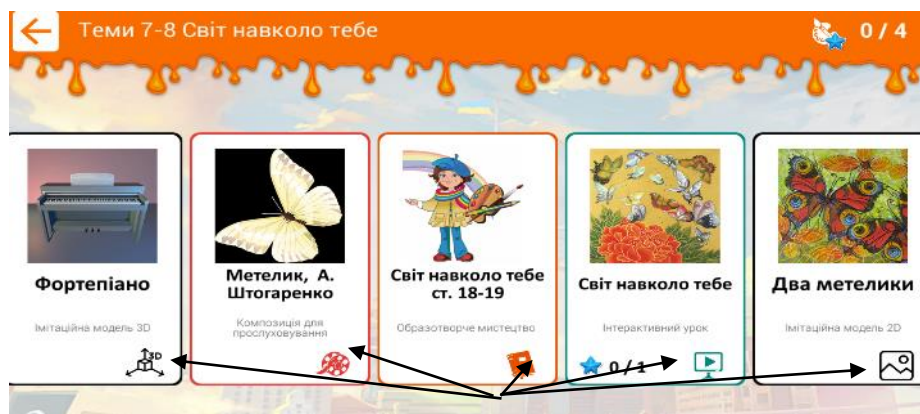 Теми 7-8 Світ навколо тебе
0 / 4
Фортепіано
Імітаційна модель 3D
3D
Метелик, А.
Штогаренко
Композиція для
прослуховування
Світ навколо тебе
ст. 18-19
Образотворче мистецтво
Світ навколо тебе
Інтерактивний урок
0 / 1
Два метелики
Імітаційна модель 2D